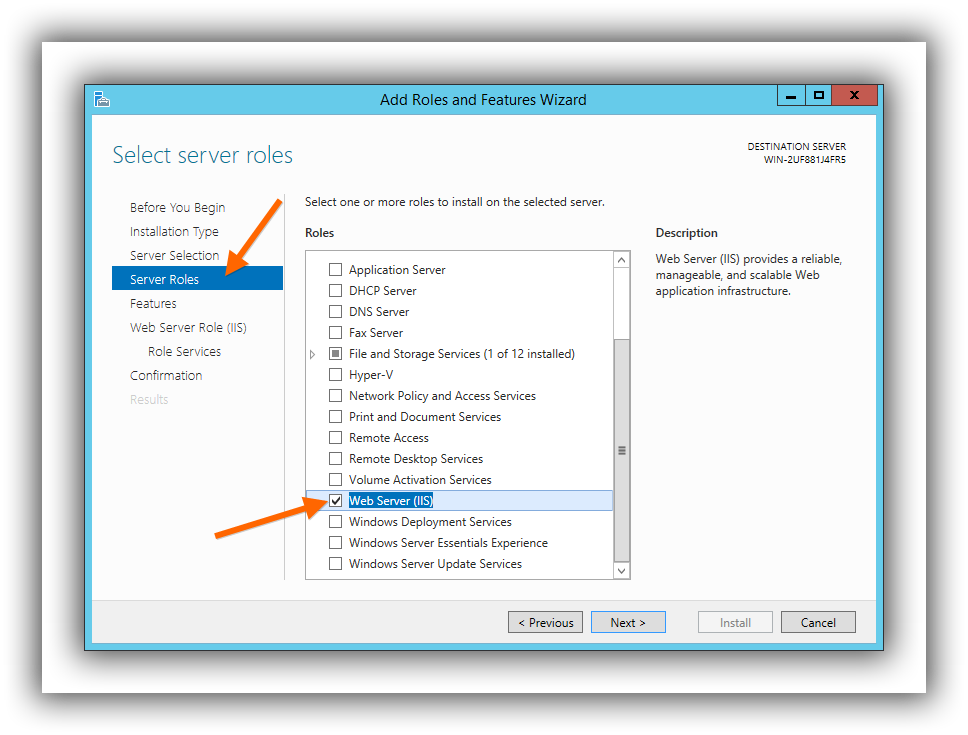 Add Roles and Features Wizard
Select server roles
DESTINATION SERVER
WIN-2UF881J4FR5
Before You Begin
Installation Type
Server Selection
Server Roles
Features
Web Server Role (IIS)
Role Services
Confirmation
Results
Select one or more roles to install on the selected server.
Roles
Application Server
DHCP Server
DNS Server
Fax Server
File and Storage Services (1 of 12 installed)
Hyper-V
Network Policy and Access Services
Print and Document Services
Remote Access
Remote Desktop Services
Volume Activation Services
Web Server (IIS)
Windows Deployment Services
Windows Server Essentials Experience
Windows Server Update Services
Description
Web Server (IIS) provides a reliable,
manageable, and scalable Web
application infrastructure.
< Previous
Next >
Install
Cancel